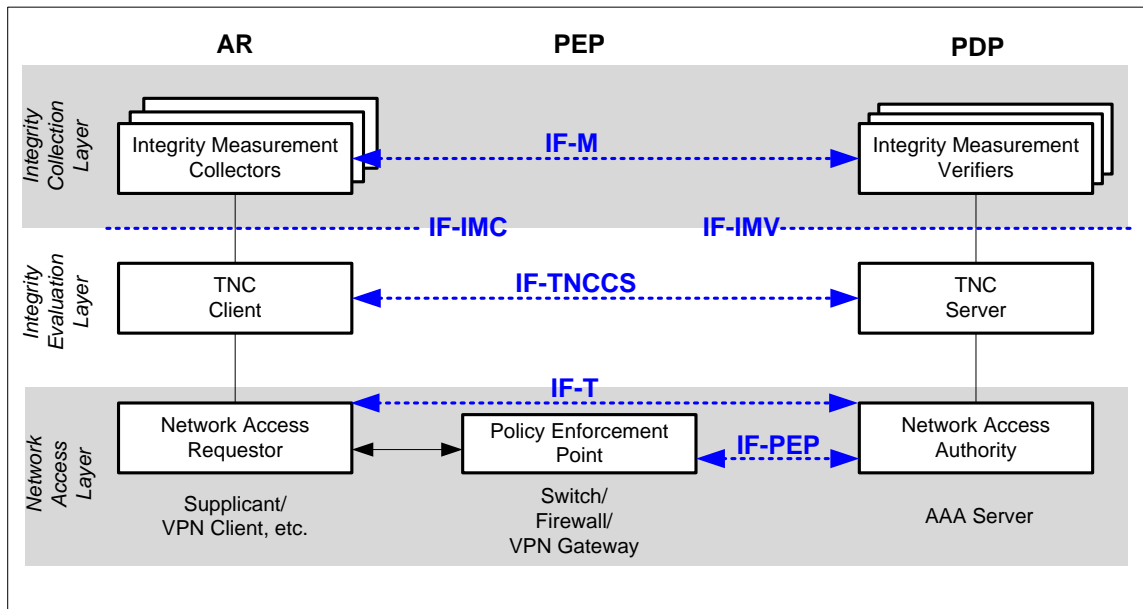 AR
PEP
PDP
Integrity
Collection
Layer
Integrity Measurement
Collectors
IF-M
Integrity Measurement
Verifiers
IF-IMC
IF-IMV
Integrity
Evaluation
Layer
TNC
Client
IF-TNCCS
TNC
Server
Network
Access
Layer
IF-T
Network Access
Requestor
Policy Enforcement
Point
IF-PEP
Network Access
Authority
Supplicant/
VPN Client, etc.
Switch/
Firewall/
VPN Gateway
AAA Server